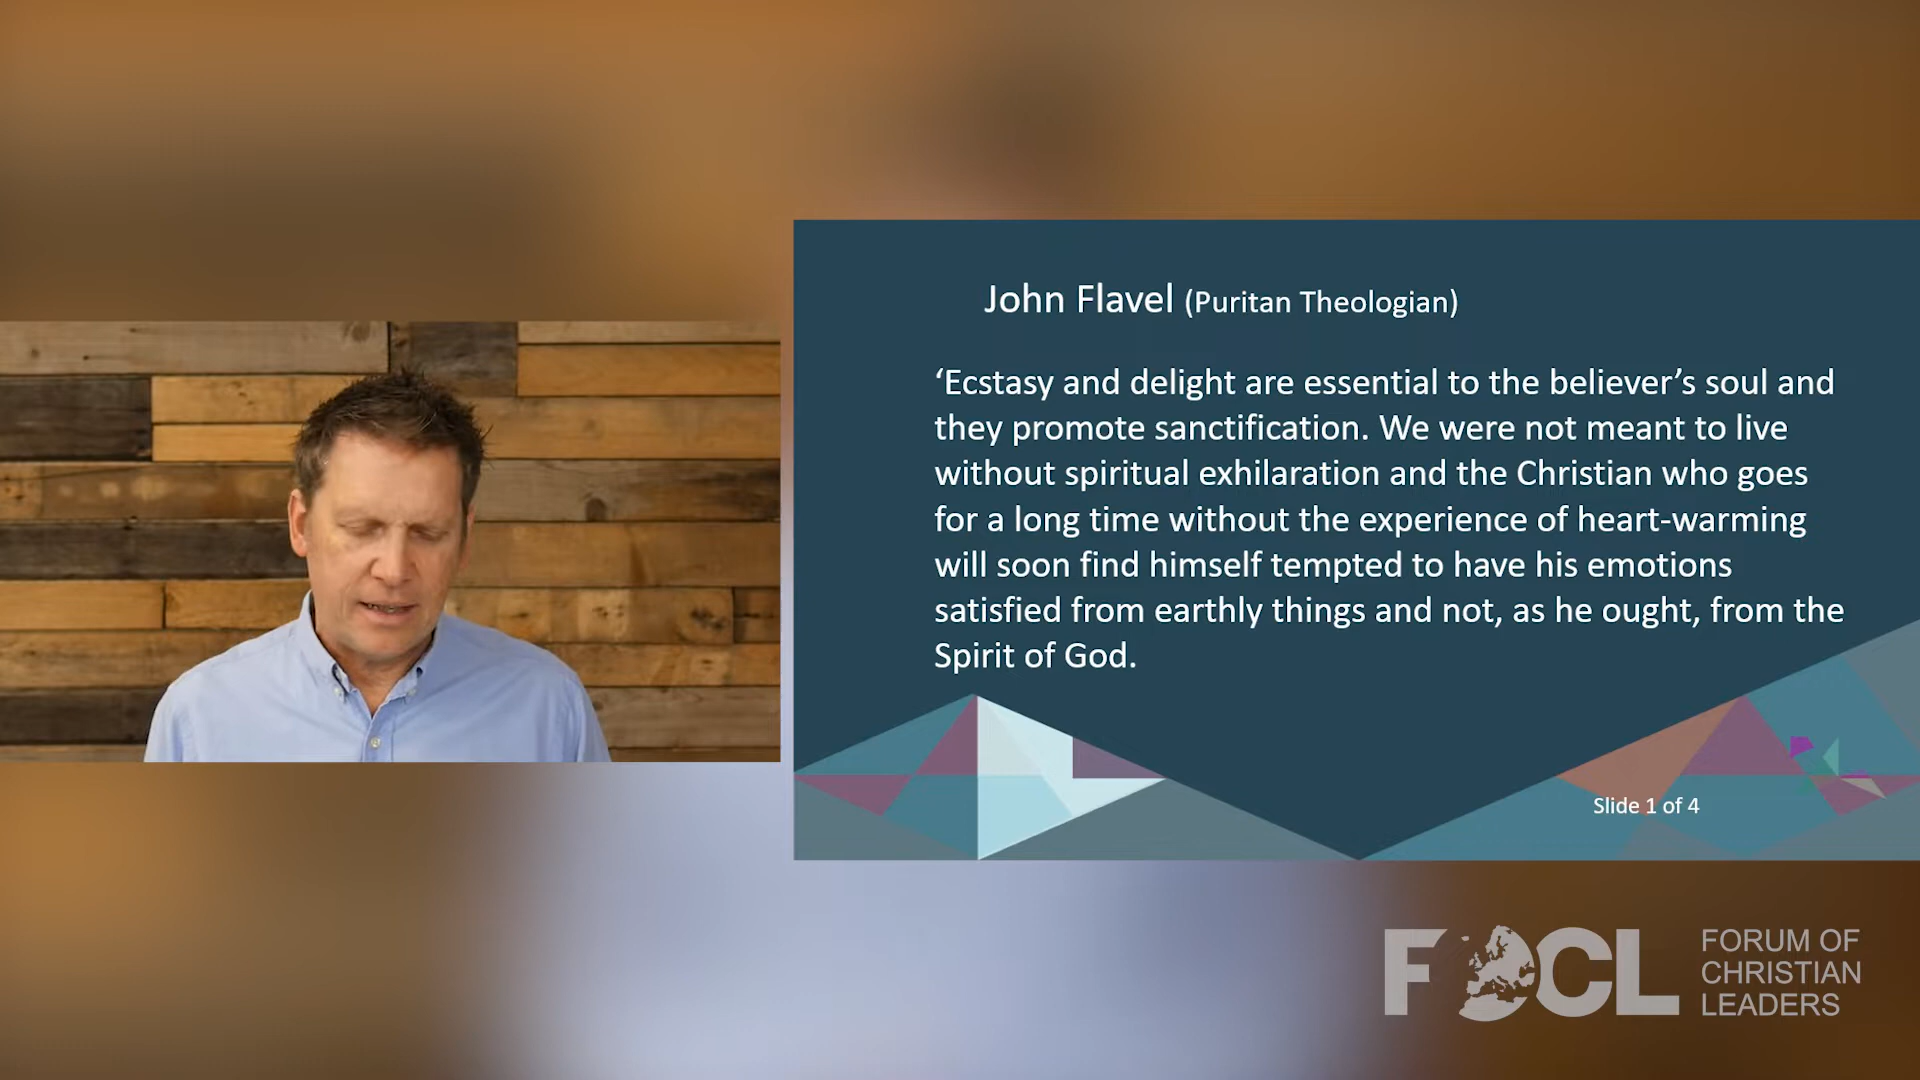 John Flavel (Puritan Theologian)
‘Ecstasy and delight are essential to the believer’s soul and
they promote sanctification. We were not meant to live
without spiritual exhilaration and the Christian who goes
for a long time without the experience of heart-warming
will soon find himself tempted to have his emotions
satisfied from earthly things and not, as he ought, from the
Spirit of God.
Slide 1 of 4
FOCL
FORUM OF
CHRISTIAN
LEADERS